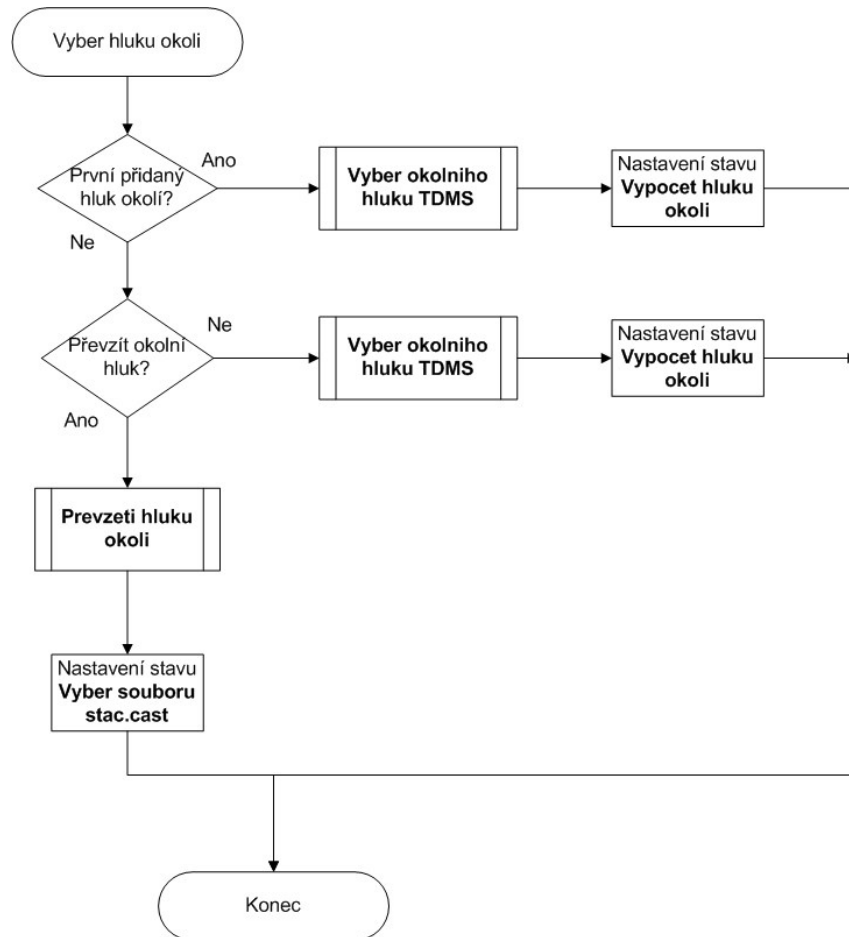 Vyber hluku okoli
První přidaný
hluk okolí?
Ano
Vyber okolniho
hluku TDMS
Nastavení stavu
Vypocet hluku
okoli
Ne
Převzít okolní
hluk?
Ne
Vyber okolniho
hluku TDMS
Nastavení stavu
Vypocet hluku
okoli
Ano
Prevzeti hluku
okoli
Nastavení stavu
Vyber souboru
stac.cast
Konec